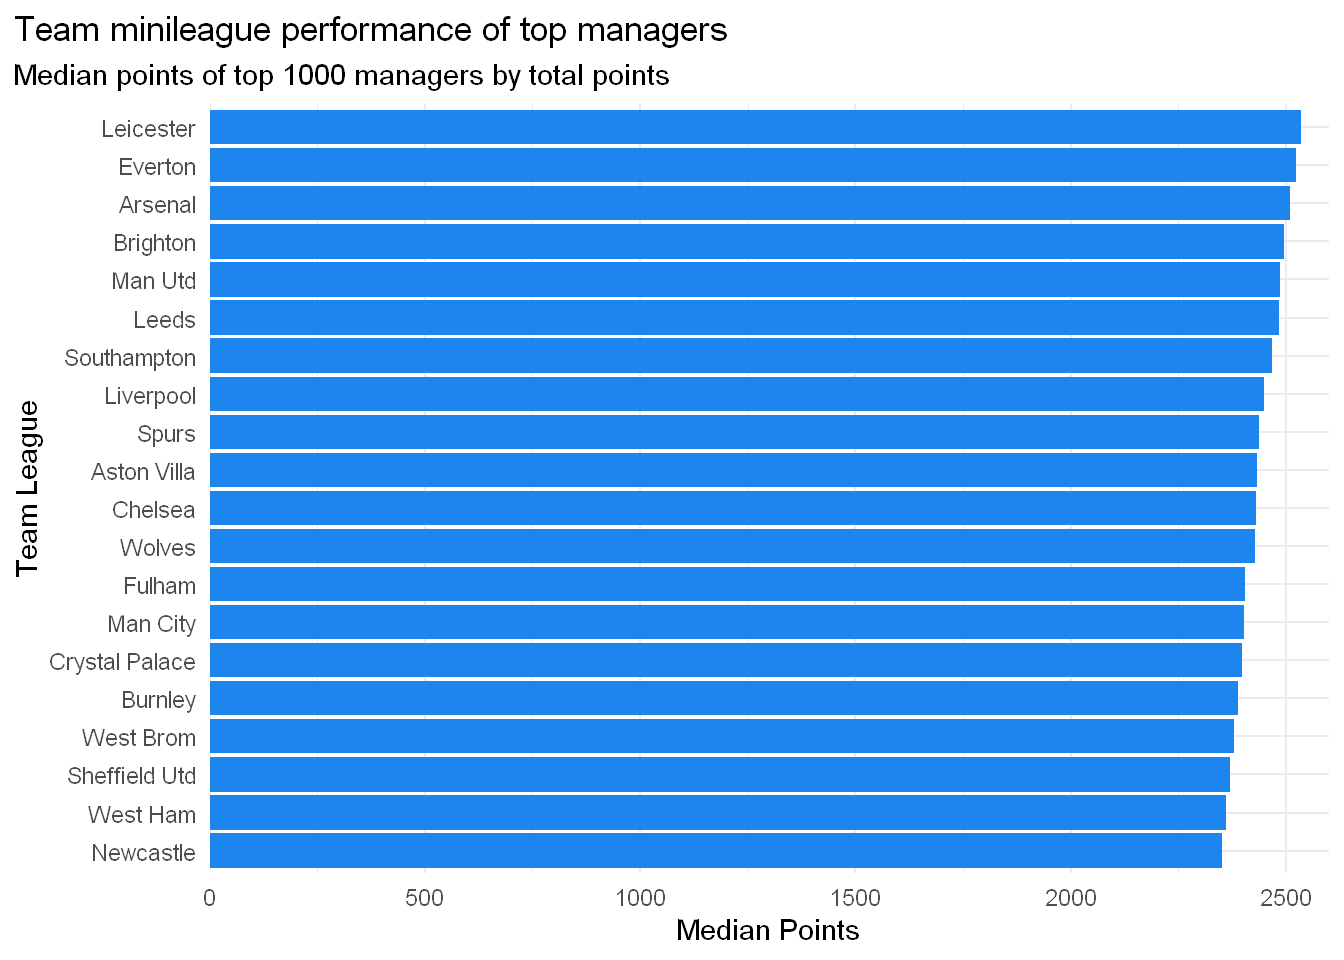 Team minileague performance of top managers
Median points of top 1000 managers by total points
Team League
Leicester
Everton
Arsenal
Brighton
Man Utd
Leeds
Southampton
Liverpool
Spurs
Aston Villa
Chelsea
Wolves
Fulham
Man City
Crystal Palace
Burnley
West Brom
Sheffield Utd
West Ham
Newcastle
0 500 1000 1500 2000 2500
Median Points